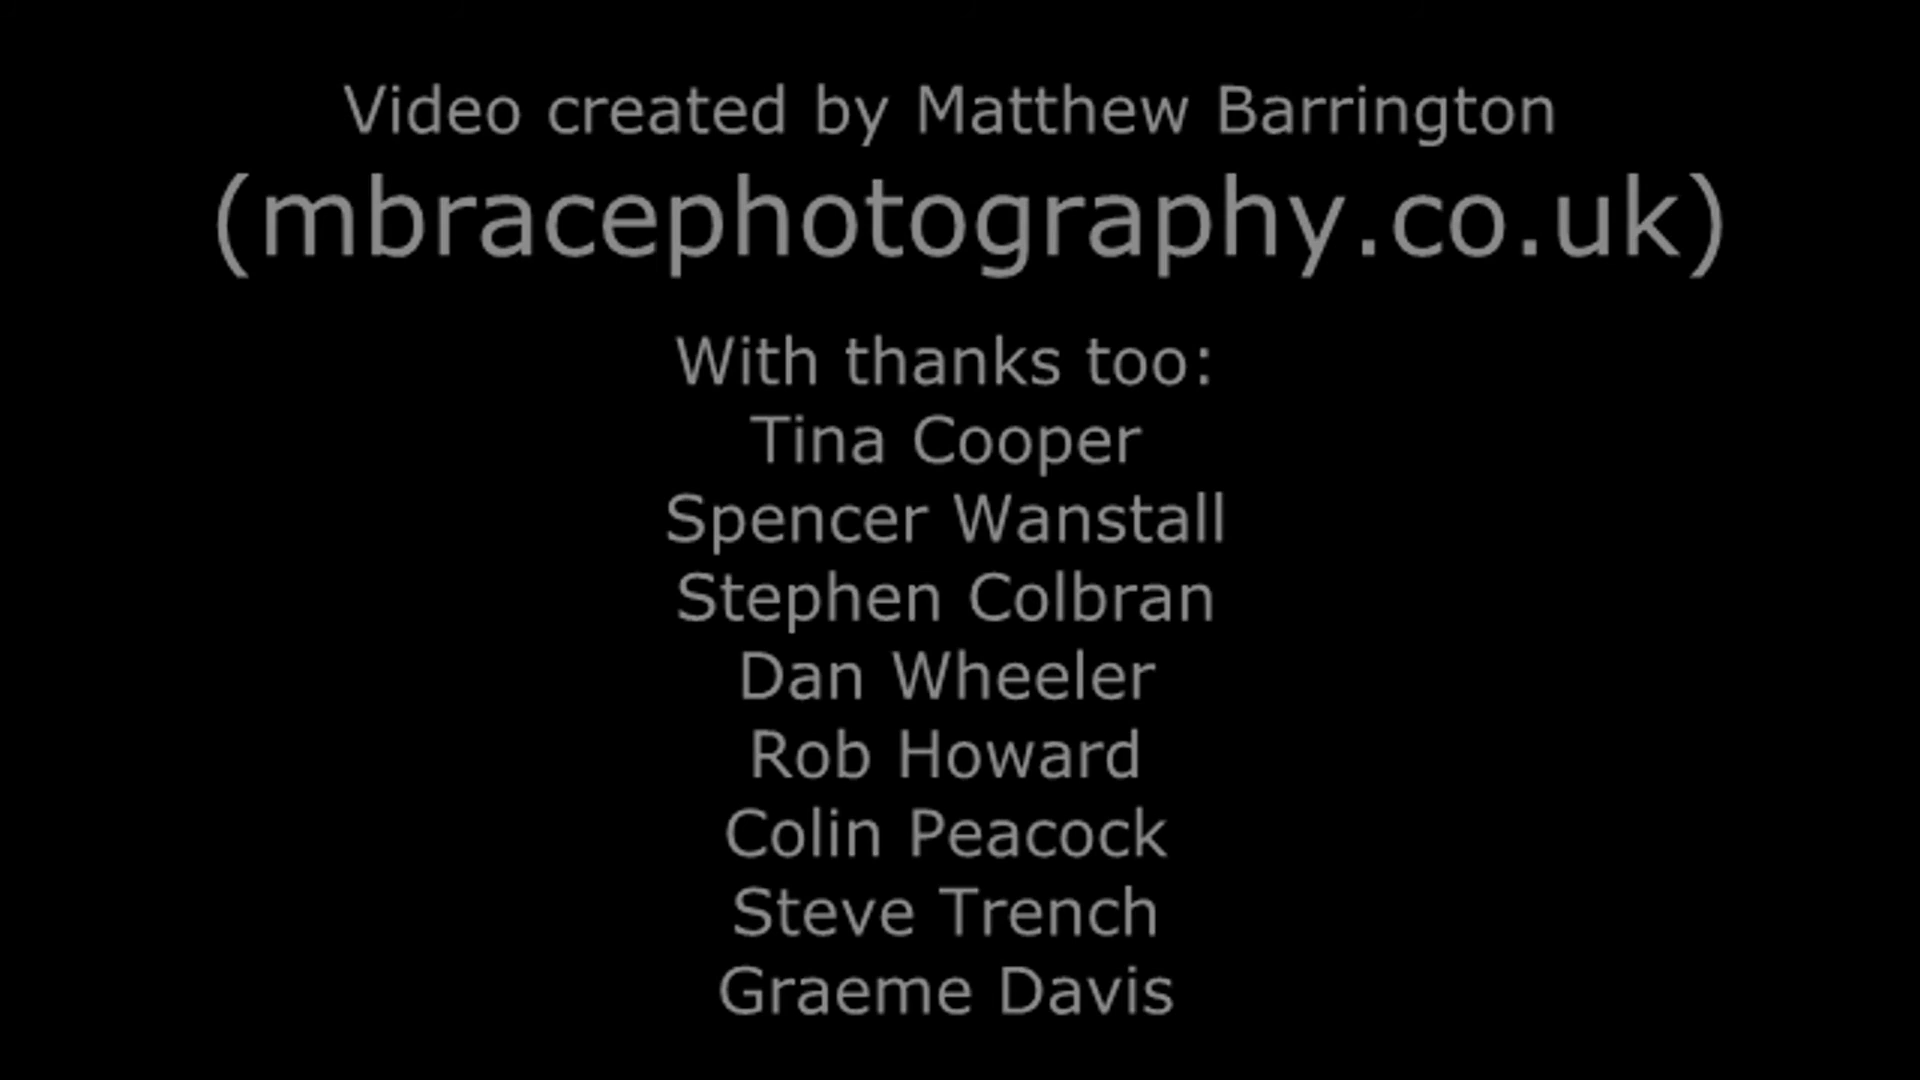 Video created by Matthew Barrington
(mbracephotography.co.uk)
With thanks too:
Tina Cooper
Spencer Wanstall
Stephen Colbran
Dan Wheeler
Rob Howard
Colin Peacock
Steve Trench
Graeme Davis